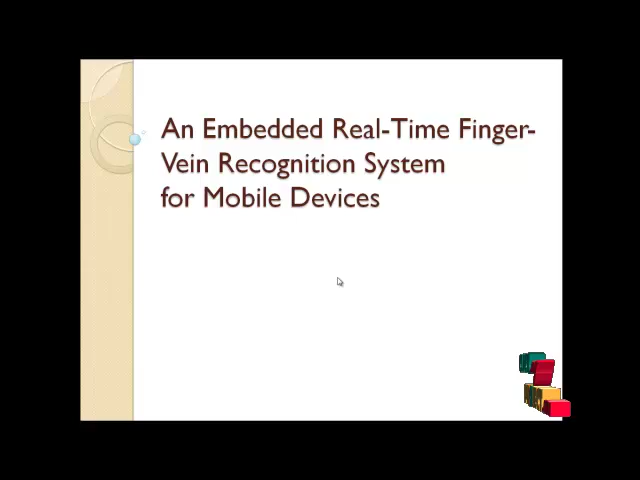 An Embedded Real-Time Finger-
Vein Recognition System
for Mobile Devices